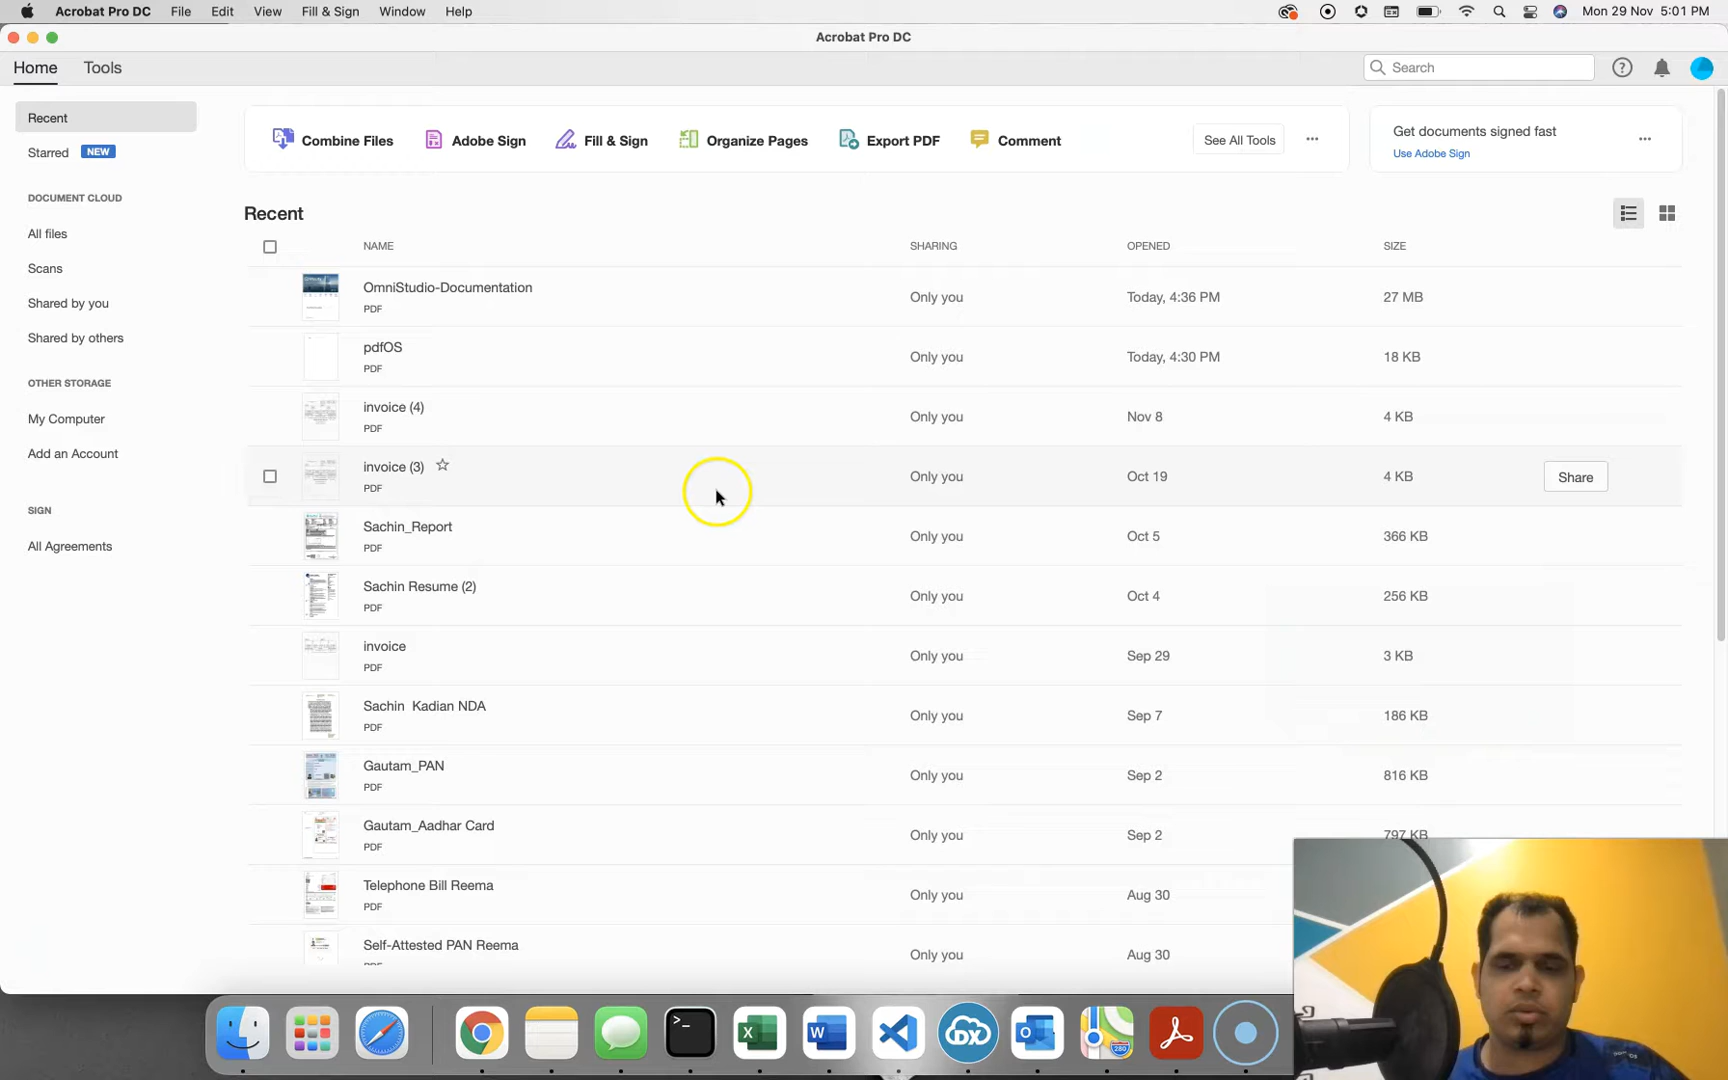 Acrobat Pro DC File Edit View Fill & Sign Window Help Mon 29 Nov 5:01 PM
Acrobat Pro DC
Home Tools Search
Recent
Starred NEW
DOCUMENT CLOUD
All files
Scans
Shared by you
Shared by others
OTHER STORAGE
My Computer
Add an Account
SIGN
All Agreements
Combine Files Adobe Sign Fill & Sign Organize Pages Export PDF Comment See All Tools
Get documents signed fast
Use Adobe Sign
Recent
NAME SHARING OPENED SIZE
OmniStudio-Documentation
PDF
Only you Today, 4:36 PM 27 MB
pdfOS
PDF
Only you Today, 4:30 PM 18 KB
invoice (4)
PDF
Only you Nov 8 4 KB
invoice (3)
PDF
Only you Oct 19 4 KB Share
Sachin_Report
PDF
Only you Oct 5 366 KB
Sachin Resume (2)
PDF
Only you Oct 4 256 KB
invoice
PDF
Only you Sep 29 3 KB
Sachin Kadian NDA
PDF
Only you Sep 7 186 KB
Gautam_PAN
PDF
Only you Sep 2 816 KB
Gautam_Aadhar Card
PDF
Only you Sep 2 797 KB
Telephone Bill Reema
PDF
Only you Aug 30
Self-Attested PAN Reema
PDF
Only you Aug 30
DX
280